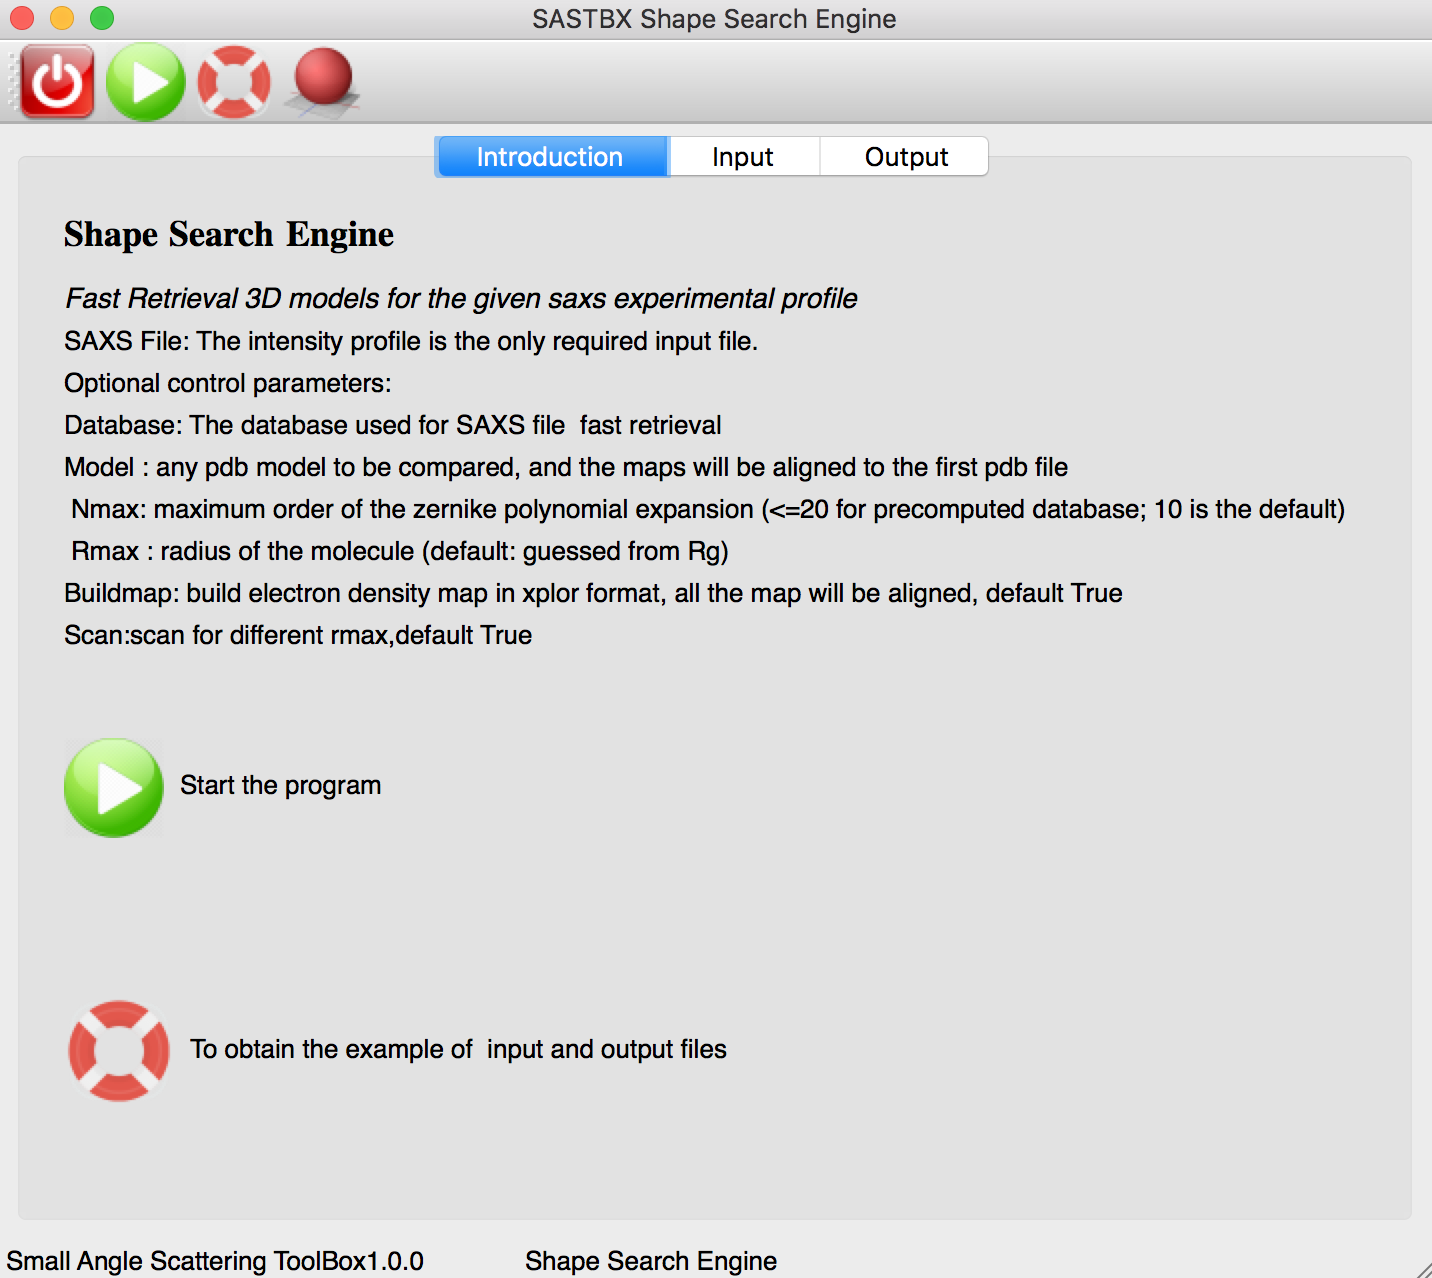 SASTBX Shape Search Engine
Introduction Input Output
Shape Search Engine
Fast Retrieval 3D models for the given saxs experimental profile
SAXS File: The intensity profile is the only required input file.
Optional control parameters:
Database: The database used for SAXS file  fast retrieval
Model : any pdb model to be compared, and the maps will be aligned to the first pdb file
Nmax: maximum order of the zernike polynomial expansion (<=20 for precomputed database; 10 is the default)
Rmax : radius of the molecule (default: guessed from Rg)
Buildmap: build electron density map in xplor format, all the map will be aligned, default True
Scan:scan for different rmax,default True
Start the program
To obtain the example of  input and output files
Small Angle Scattering ToolBox1.0.0 Shape Search Engine